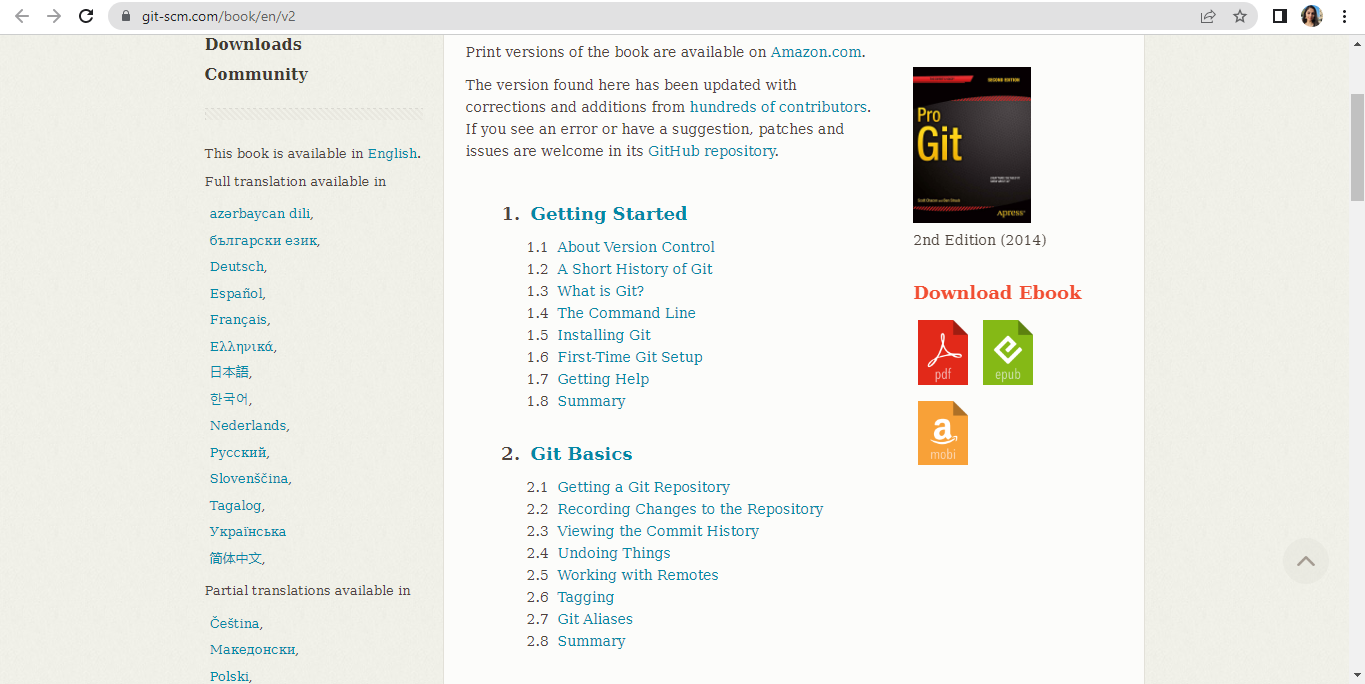 git-scm.com/book/en/v2
Downloads
Community
This book is available in English.
Full translation available in
azərbaycan dili,
български език,
Deutsch,
Español,
Français,
Ελληνικά,
日本語,
한국어,
Nederlands,
Русский,
Slovenščina,
Tagalog,
Українська
简体中文,
Partial translations available in
Čeština,
Македонски,
Polski,
Print versions of the book are available on Amazon.com.
The version found here has been updated with
corrections and additions from hundreds of contributors.
If you see an error or have a suggestion, patches and
issues are welcome in its GitHub repository.
1. Getting Started
1.1 About Version Control
1.2 A Short History of Git
1.3 What is Git?
1.4 The Command Line
1.5 Installing Git
1.6 First-Time Git Setup
1.7 Getting Help
1.8 Summary
2. Git Basics
2.1 Getting a Git Repository
2.2 Recording Changes to the Repository
2.3 Viewing the Commit History
2.4 Undoing Things
2.5 Working with Remotes
2.6 Tagging
2.7 Git Aliases
2.8 Summary
SECOND EDITION
Pro
Git
Scott Chacon and Ben Straub
Apress®
2nd Edition (2014)
Download Ebook
pdf
epub
a
mobi